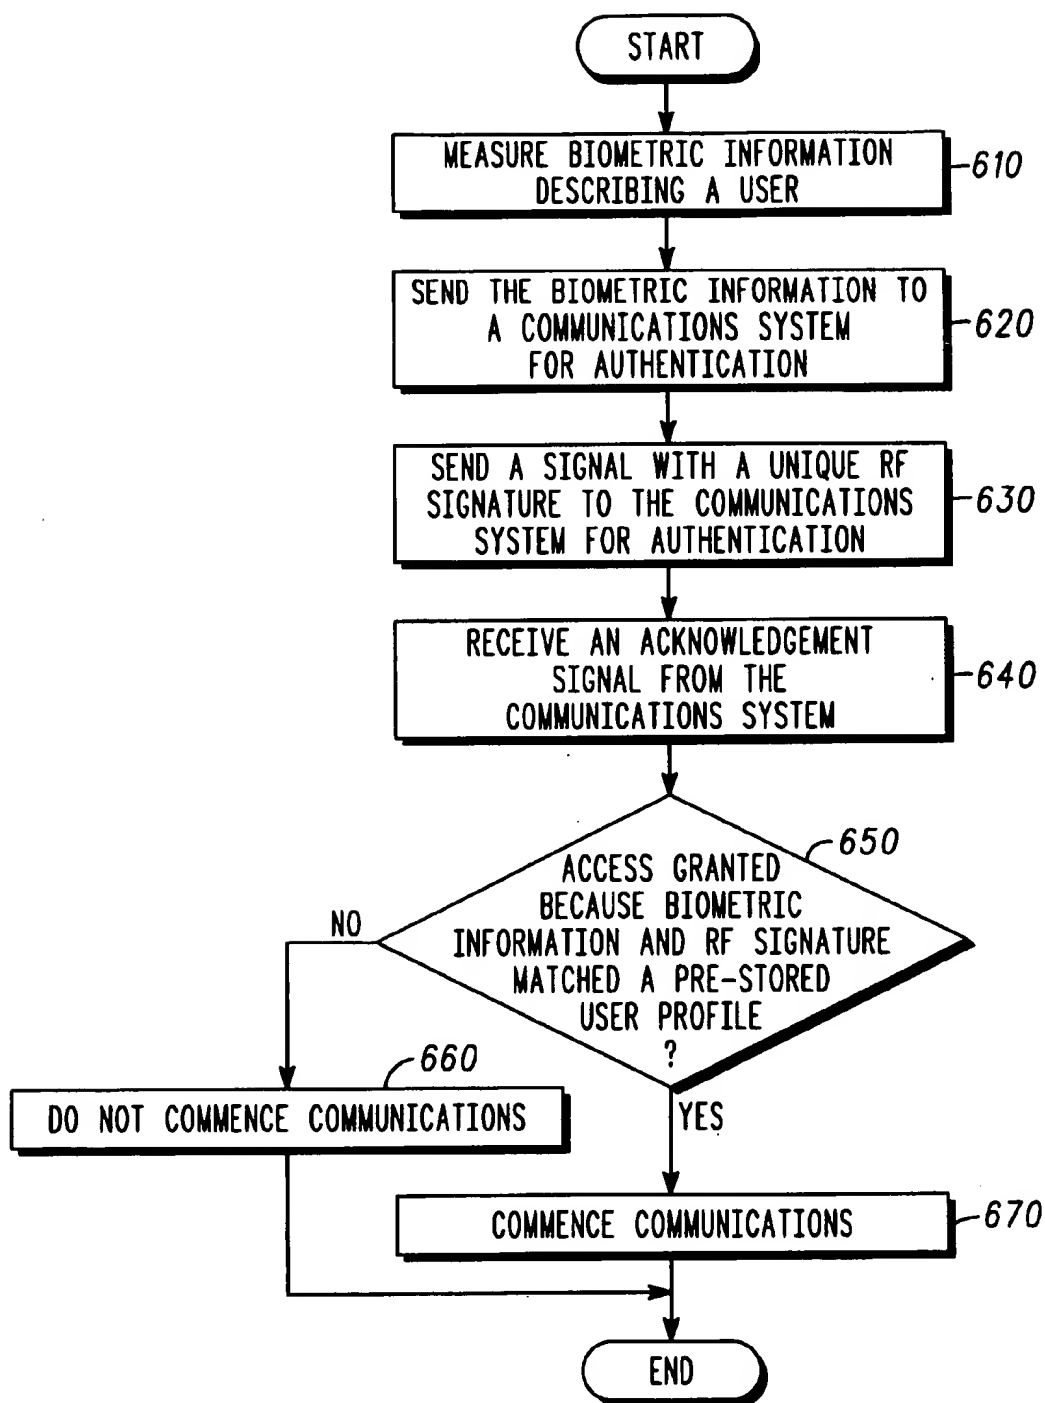 START
MEASURE BIOMETRIC INFORMATION
DESCRIBING A USER
610
SEND THE BIOMETRIC INFORMATION TO
A COMMUNICATIONS SYSTEM
FOR AUTHENTICATION
620
SEND A SIGNAL WITH A UNIQUE RF
SIGNATURE TO THE COMMUNICATIONS
SYSTEM FOR AUTHENTICATION
630
RECEIVE AN ACKNOWLEDGEMENT
SIGNAL FROM THE
COMMUNICATIONS SYSTEM
640
650
ACCESS GRANTED
BECAUSE BIOMETRIC
INFORMATION AND RF SIGNATURE
MATCHED A PRE-STORED
USER PROFILE
?
NO
660
DO NOT COMMENCE COMMUNICATIONS
YES
COMMENCE COMMUNICATIONS
670
END